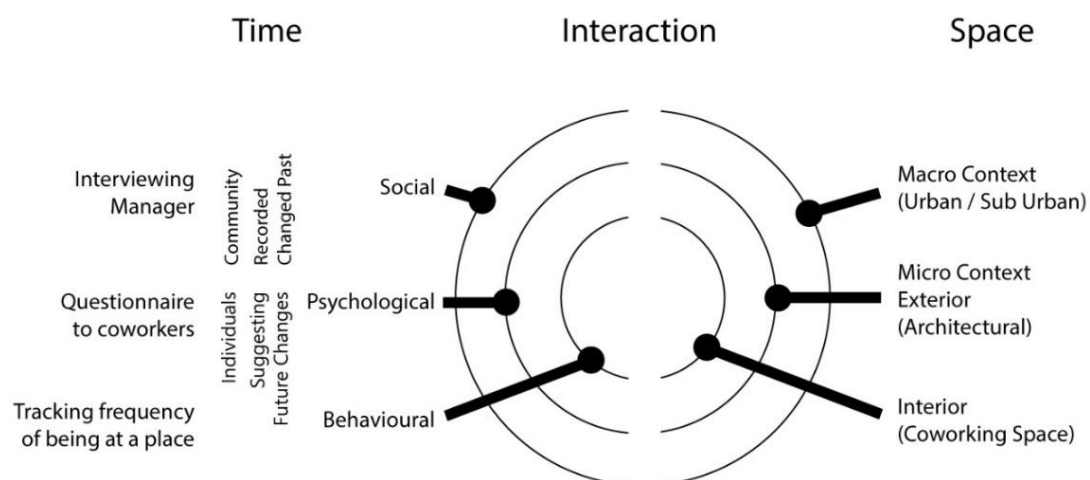 Time
Interaction
Space
Interviewing
Manager
Community
Recorded
Changed Past
Social
Macro Context
(Urban / Sub Urban)
Questionnaire
to coworkers
Individuals
Suggesting
Future Changes
Psychological
Micro Context
Exterior
(Architectural)
Tracking frequency
of being at a place
Behavioural
Interior
(Coworking Space)